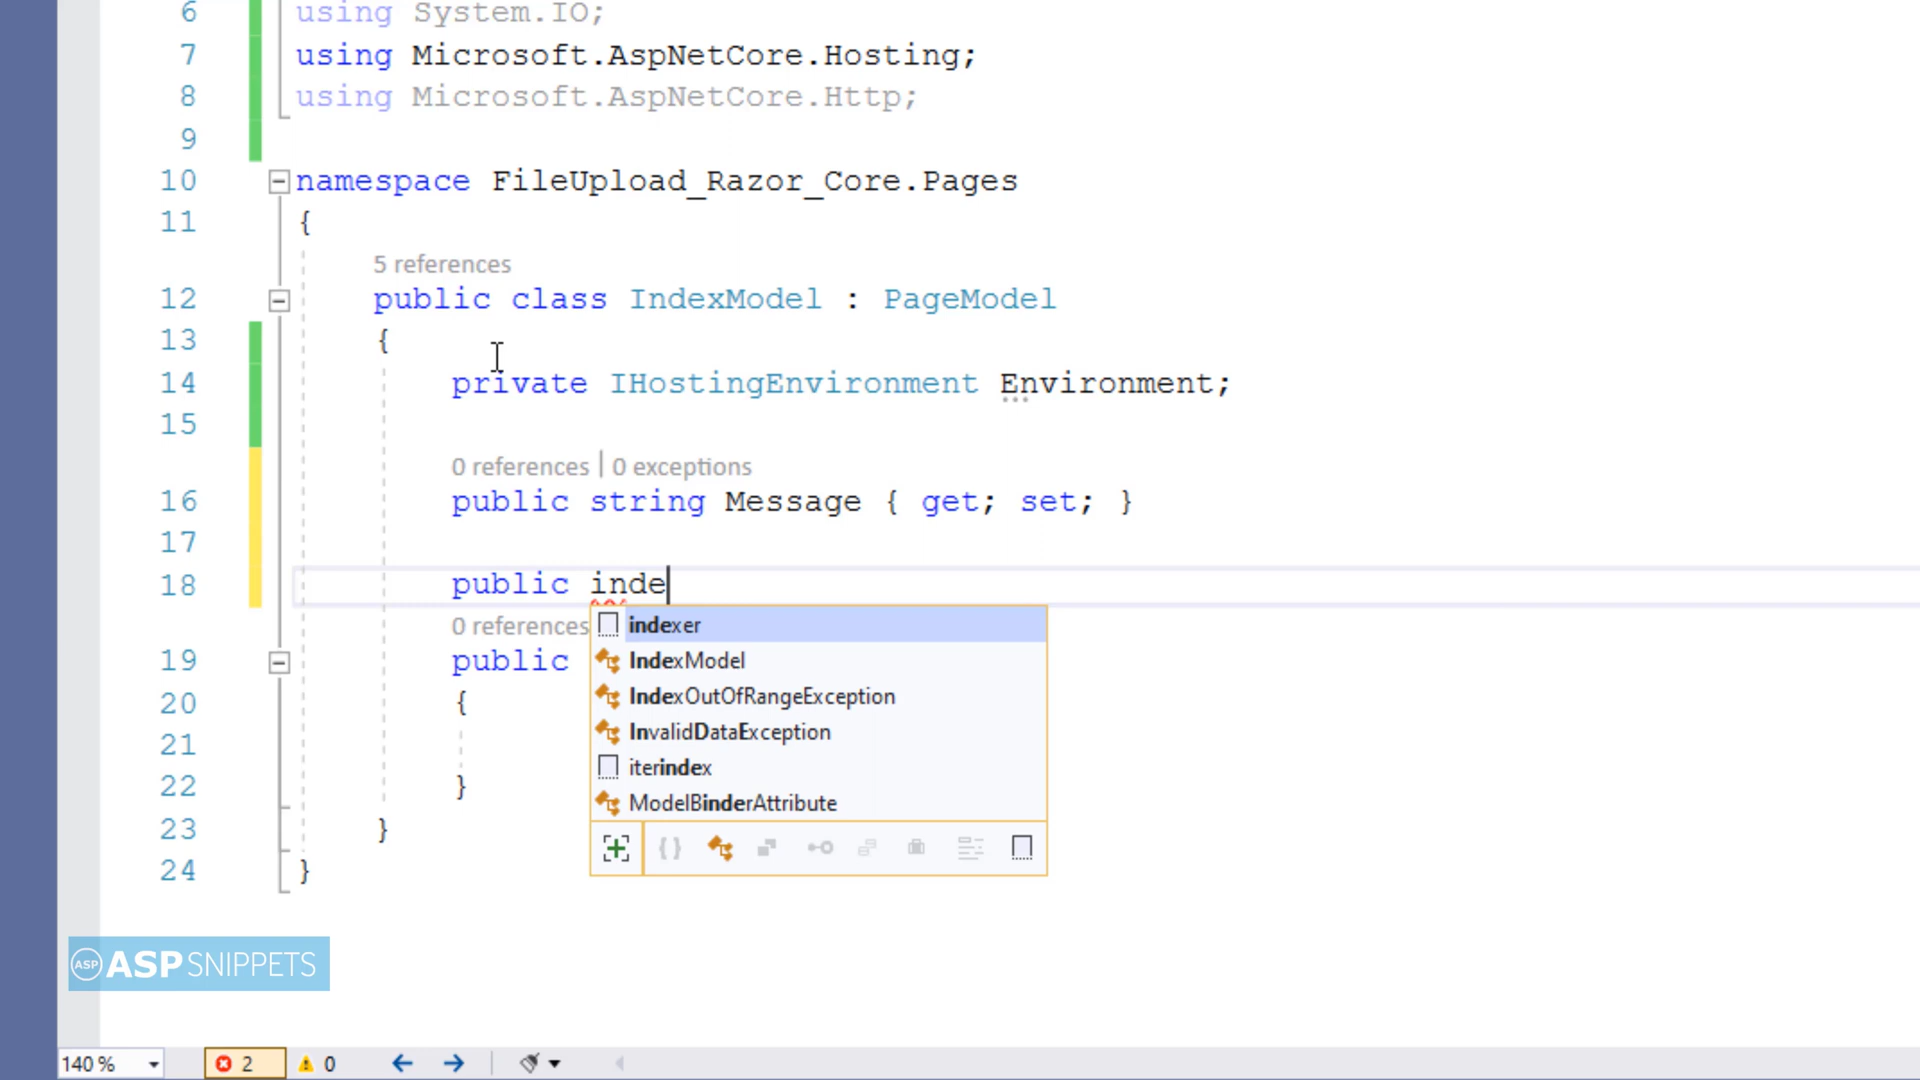 6 using System.IO;
7 using Microsoft.AspNetCore.Hosting;
8 using Microsoft.AspNetCore.Http;
9
10 namespace FileUpload_Razor_Core.Pages
11 {
5 references
12 public class IndexModel : PageModel
13 {
14 private IHostingEnvironment Environment;
15
0 references | 0 exceptions
16 public string Message { get; set; }
17
18 public inde
0 references
indexer
19 public
IndexModel
IndexOutOfRangeException
20 {
InvalidDataException
21
iterindex
22 }
ModelBinderAttribute
23 }
24 }
ASP ASPSNIPPETS
140 % 2 0